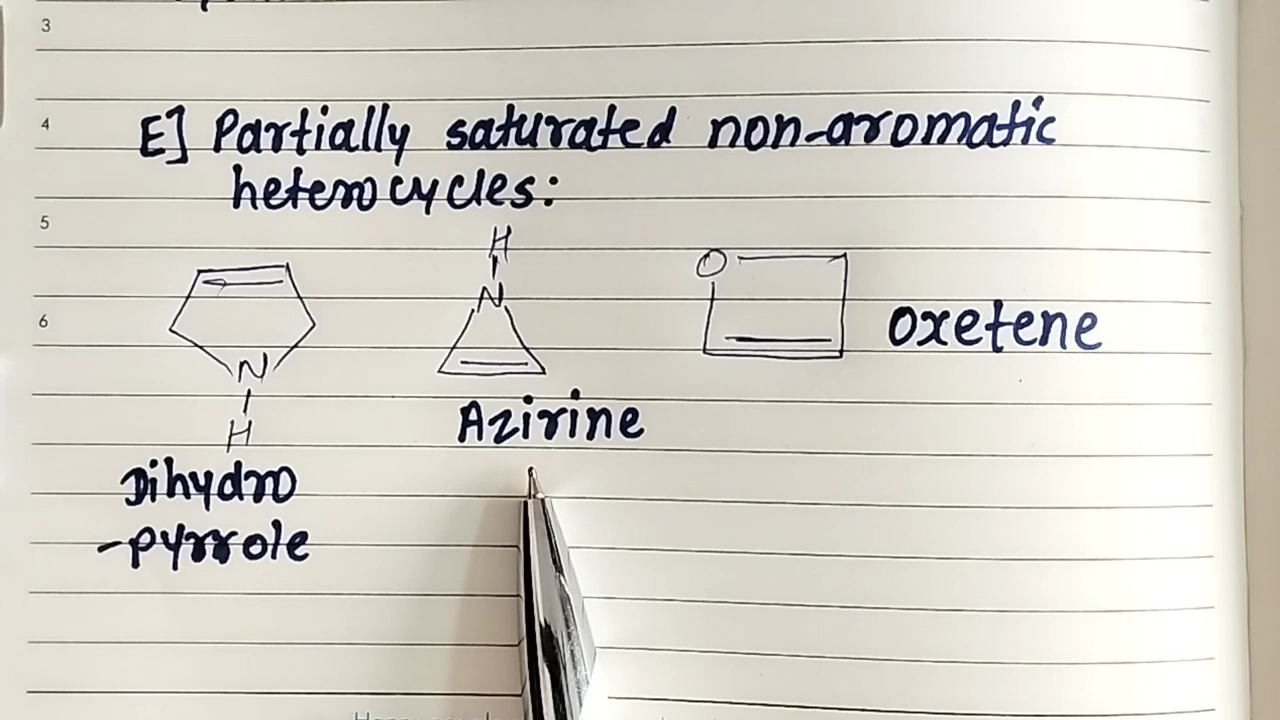 3
4
E] Partially saturated non-aromatic
heterocycles:
5
H
N
O
6
oxetene
N
H
Azirine
Dihydro
-pyrrole